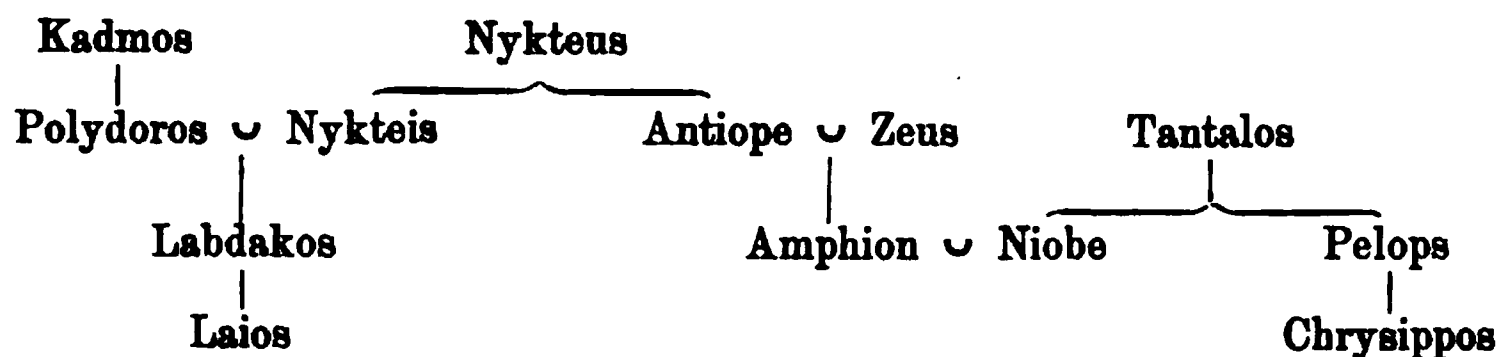 Kadmos Nykteus
Polydoros ⌣ Nykteis Antiope ⌣ Zeus Tantalos
Labdakos Amphion ⌣ Niobe Pelops
Laios Chrysippos